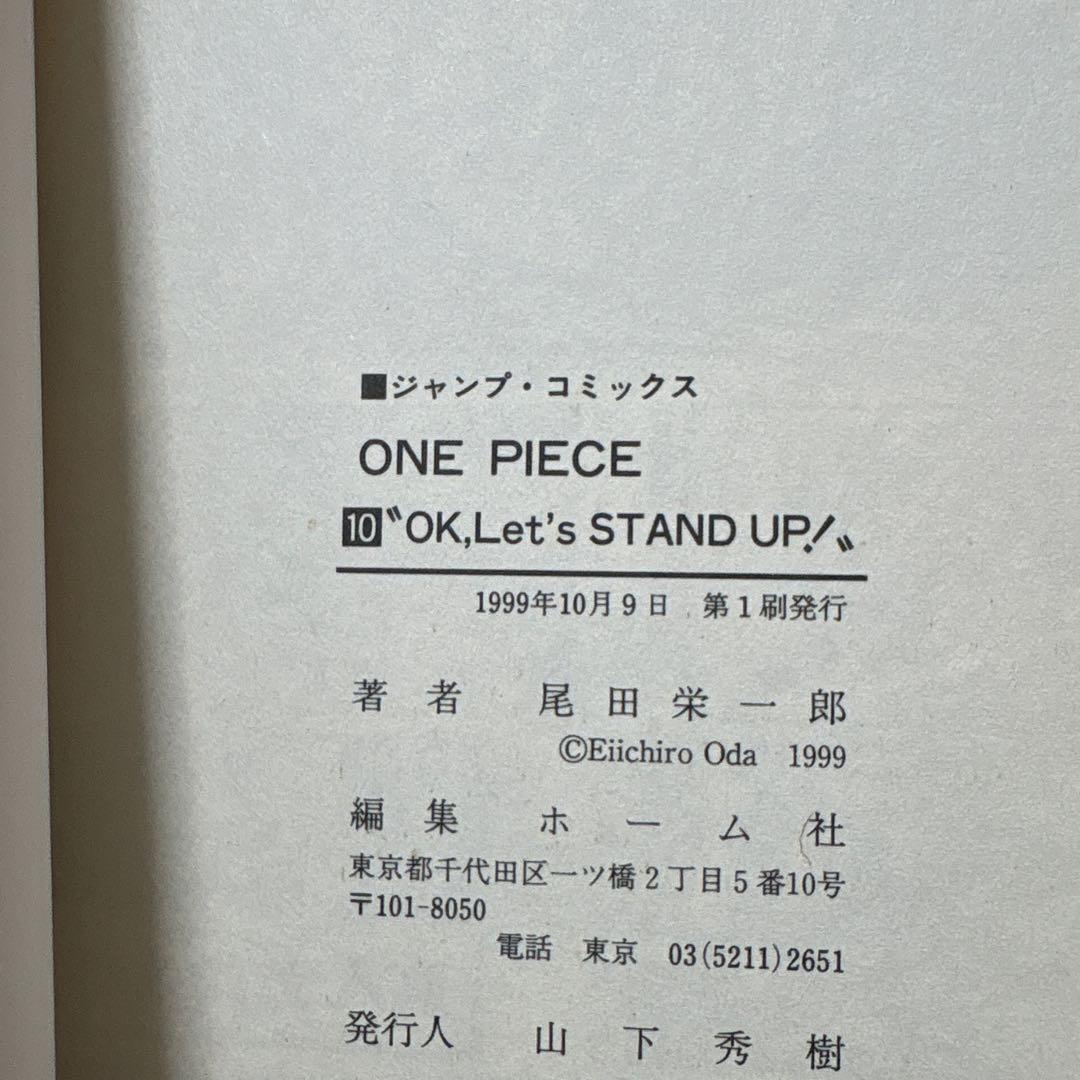 ■ジャンプ・コミックス
ONE PIECE
10〝OK,Let's STAND UP!〟
1999年10月9日 第1刷発行
著者 尾田栄一郎
©Eiichiro Oda 1999
編集 ホーム社
東京都千代田区一ツ橋2丁目5番10号
〒101-8050
電話 東京 03(5211)2651
発行人 山下秀樹